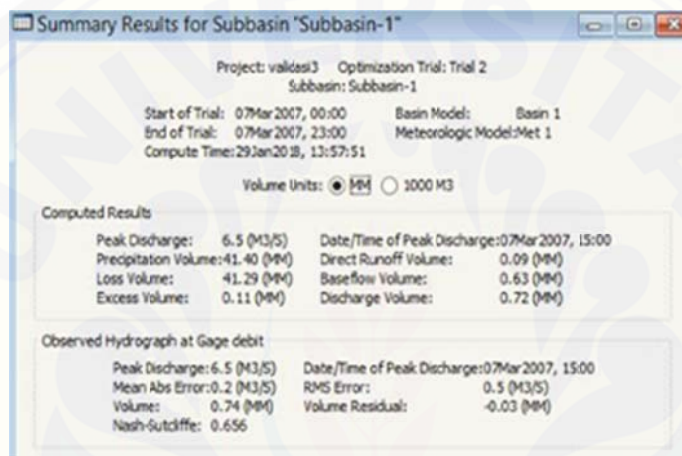 Summary Results for Subbasin "Subbasin-1"
Project: validasi3 Optimization Trial: Trial 2
Subbasin: Subbasin-1
Start of Trial: 07Mar2007, 00:00 Basin Model: Basin 1
End of Trial: 07Mar2007, 23:00 Meteorologic Model:Met 1
Compute Time:29Jan2018, 13:57:51
Volume Units: MM 1000 M3
Computed Results
Peak Discharge: 6.5 (M3/S) Date/Time of Peak Discharge:07Mar2007, 15:00
Precipitation Volume:41.40 (MM) Direct Runoff Volume: 0.09 (MM)
Loss Volume: 41.29 (MM) Baseflow Volume: 0.63 (MM)
Excess Volume: 0.11 (MM) Discharge Volume: 0.72 (MM)
Observed Hydrograph at Gage debit
Peak Discharge:6.5 (M3/S) Date/Time of Peak Discharge:07Mar2007, 15:00
Mean Abs Error:0.2 (M3/S) RMS Error: 0.5 (M3/S)
Volume: 0.74 (MM) Volume Residual: -0.03 (MM)
Nash-Sutcliffe: 0.656
UNIVERSITA